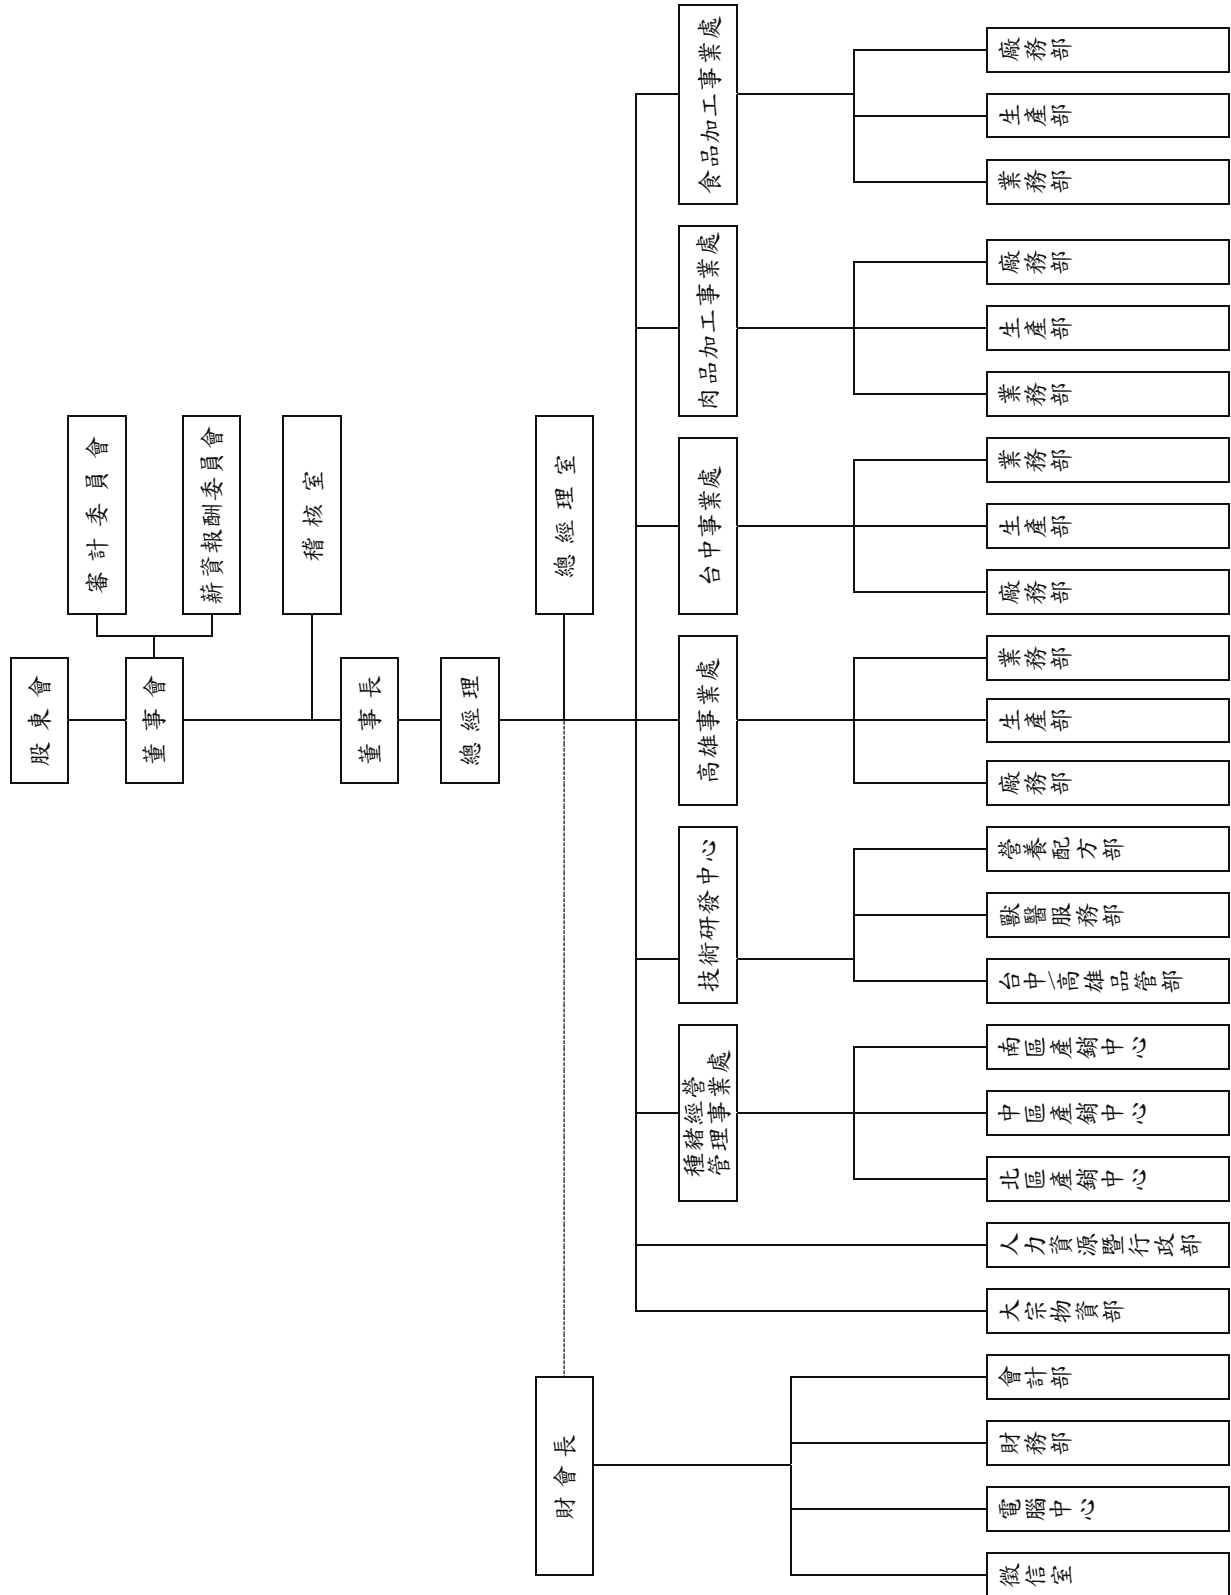 股東會
董事會
審計委員會
薪資報酬委員會
稽核室
董事長
總經理
總經理室
財會長
種豬經營
管理事業處
技術研發中心
高雄事業處
台中事業處
肉品加工事業處
食品加工事業處
徵信室
電腦中心
財務部
會計部
大宗物資部
人力資源暨行政部
北區產銷中心
中區產銷中心
南區產銷中心
台中/高雄品管部
獸醫服務部
營養配方部
廠務部
生產部
業務部
廠務部
生產部
業務部
業務部
生產部
廠務部
業務部
生產部
廠務部